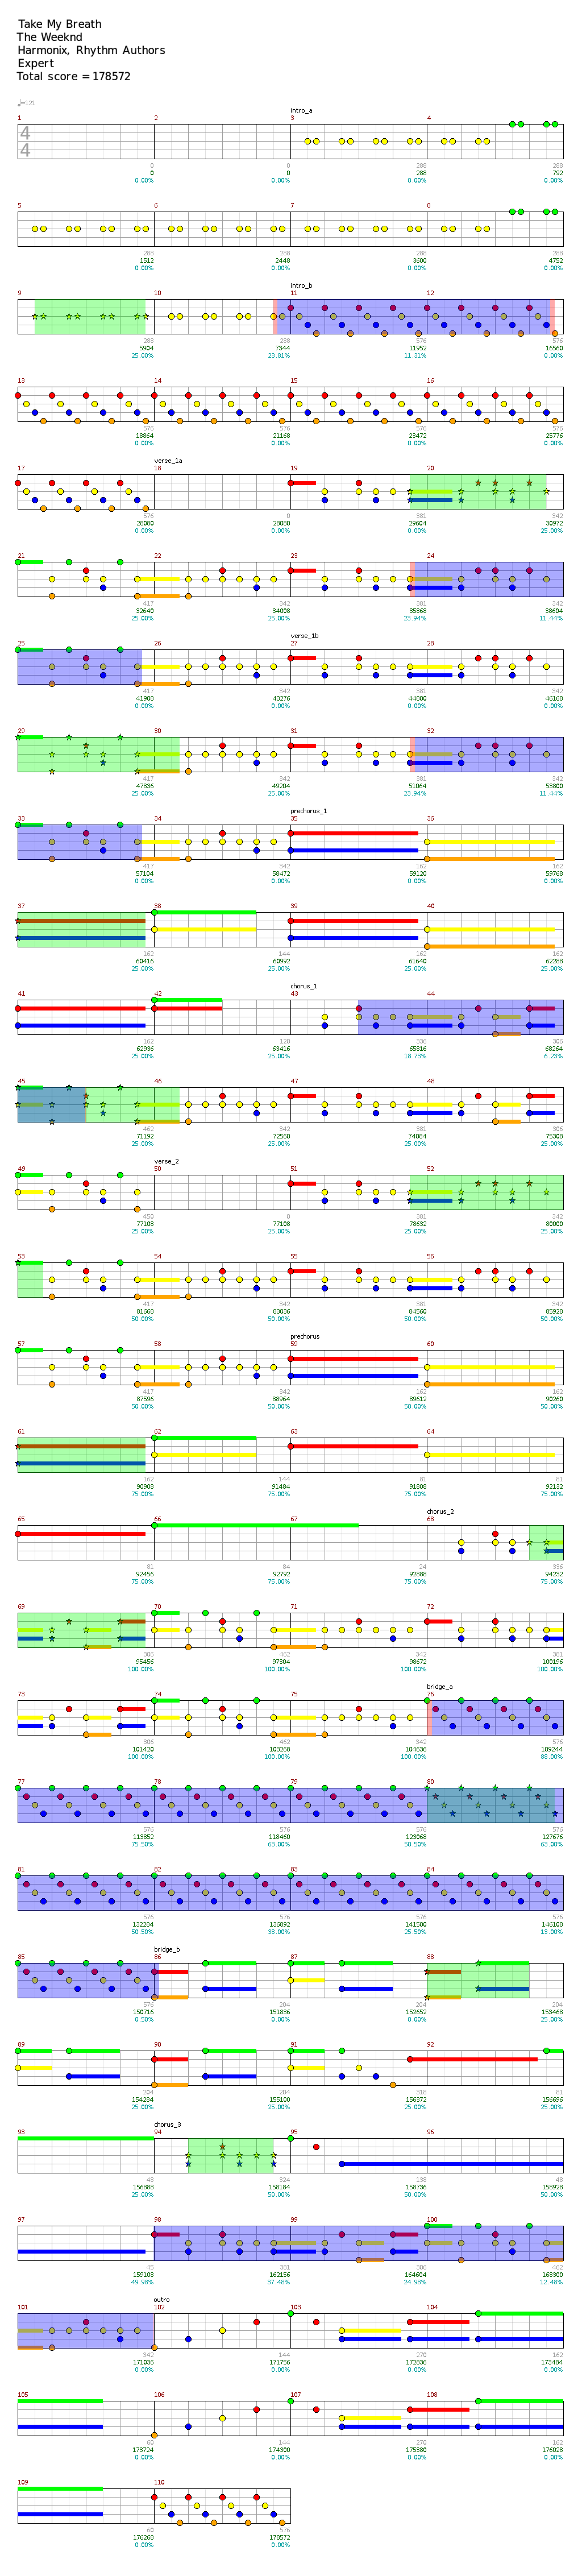 Take My Breath
The Weeknd
Harmonix, Rhythm Authors
Expert
Total score = 178572
♩=121
intro_a
1 2 3 4
4
4
0 0 288 288
0 0 288 792
0.00% 0.00% 0.00% 0.00%
5 6 7 8
288 288 288 288
1512 2448 3600 4752
0.00% 0.00% 0.00% 0.00%
intro_b
9 10 11 12
288 288 576 576
5904 7344 11952 16560
25.00% 23.81% 11.31% 0.00%
13 14 15 16
576 576 576 576
18864 21168 23472 25776
0.00% 0.00% 0.00% 0.00%
verse_1a
17 18 19 20
576 0 381 342
28080 28080 29604 30972
0.00% 0.00% 0.00% 25.00%
21 22 23 24
417 342 381 342
32640 34008 35868 38604
25.00% 25.00% 23.94% 11.44%
verse_1b
25 26 27 28
417 342 381 342
41908 43276 44800 46168
0.00% 0.00% 0.00% 0.00%
29 30 31 32
417 342 381 342
47836 49204 51064 53800
25.00% 25.00% 23.94% 11.44%
prechorus_1
33 34 35 36
417 342 162 162
57104 58472 59120 59768
0.00% 0.00% 0.00% 0.00%
37 38 39 40
162 144 162 162
60416 60992 61640 62288
25.00% 25.00% 25.00% 25.00%
chorus_1
41 42 43 44
162 120 336 306
62936 63416 65816 68264
25.00% 25.00% 18.73% 6.23%
45 46 47 48
462 342 381 306
71192 72560 74084 75308
25.00% 25.00% 25.00% 25.00%
verse_2
49 50 51 52
450 0 381 342
77108 77108 78632 80000
25.00% 25.00% 25.00% 25.00%
53 54 55 56
417 342 381 342
81668 83036 84560 85928
50.00% 50.00% 50.00% 50.00%
prechorus
57 58 59 60
417 342 162 162
87596 88964 89612 90260
50.00% 50.00% 50.00% 50.00%
61 62 63 64
162 144 81 81
90908 91484 91808 92132
75.00% 75.00% 75.00% 75.00%
chorus_2
65 66 67 68
81 84 24 336
92456 92792 92888 94232
75.00% 75.00% 75.00% 75.00%
69 70 71 72
306 462 342 381
95456 97304 98672 100196
100.00% 100.00% 100.00% 100.00%
bridge_a
73 74 75 76
306 462 342 576
101420 103268 104636 109244
100.00% 100.00% 100.00% 88.00%
77 78 79 80
576 576 576 576
113852 118460 123068 127676
75.50% 63.00% 50.50% 63.00%
81 82 83 84
576 576 576 576
132284 136892 141500 146108
50.50% 38.00% 25.50% 13.00%
bridge_b
85 86 87 88
576 204 204 204
150716 151836 152652 153468
0.50% 0.00% 0.00% 25.00%
89 90 91 92
204 204 318 81
154284 155100 156372 156696
25.00% 25.00% 25.00% 25.00%
chorus_3
93 94 95 96
48 324 138 48
156888 158184 158736 158928
25.00% 50.00% 50.00% 50.00%
97 98 99 100
45 381 306 462
159108 162156 164604 168300
49.98% 37.48% 24.98% 12.48%
outro
101 102 103 104
342 144 270 162
171036 171756 172836 173484
0.00% 0.00% 0.00% 0.00%
105 106 107 108
60 144 270 162
173724 174300 175380 176028
0.00% 0.00% 0.00% 0.00%
109 110
60 576
176268 178572
0.00% 0.00%